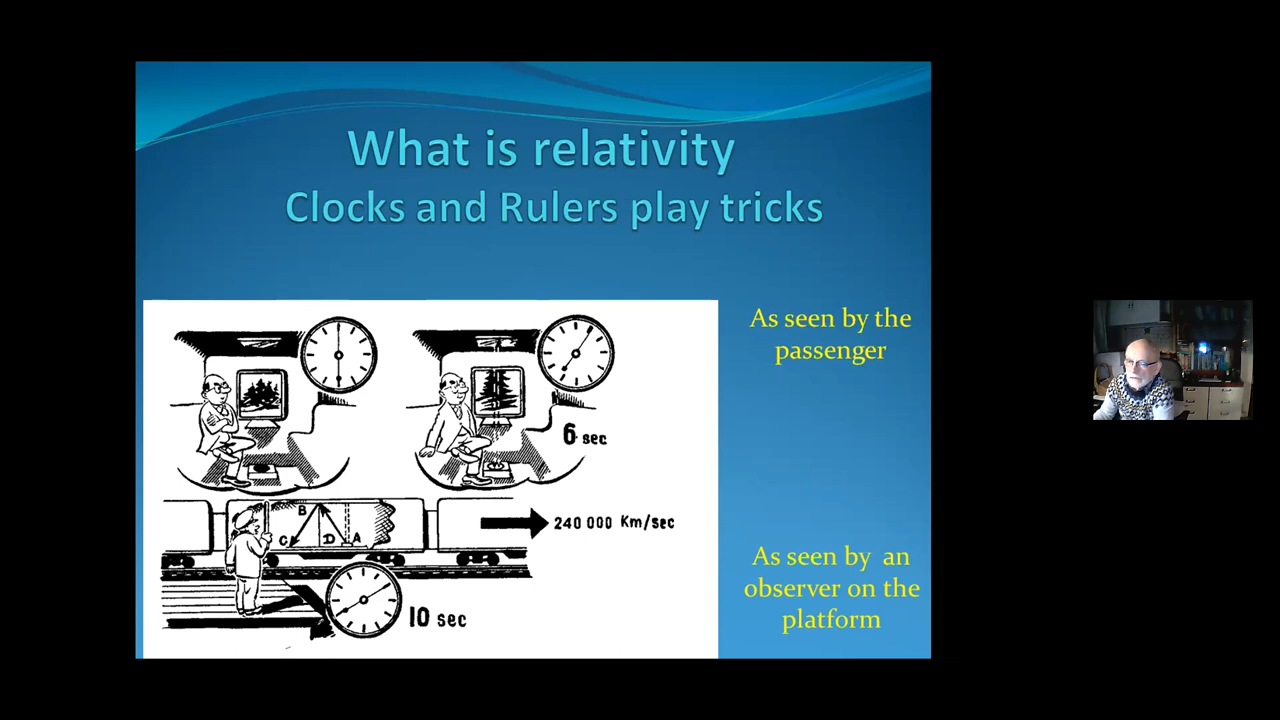 What is relativity
Clocks and Rulers play tricks
As seen by the
passenger
6 sec
B
C
D
A
240 000 Km/sec
10 sec
As seen by an
observer on the
platform